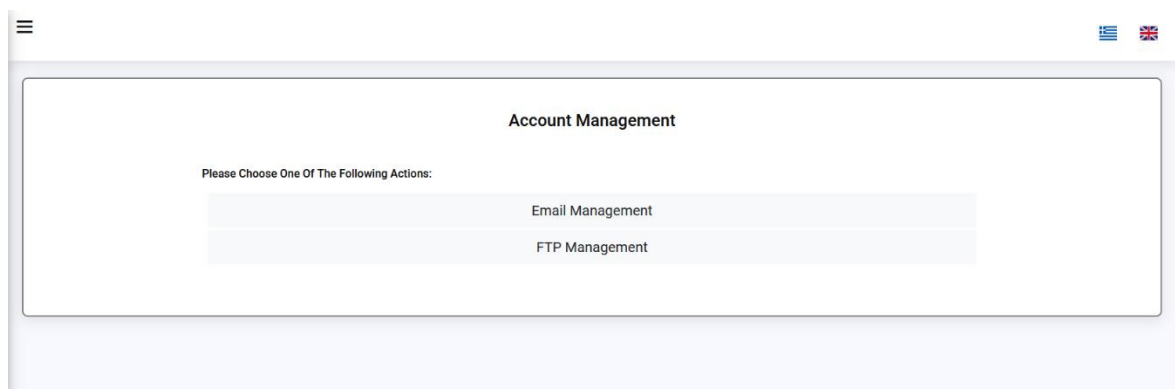 Account Management
Please Choose One Of The Following Actions:
Email Management
FTP Management